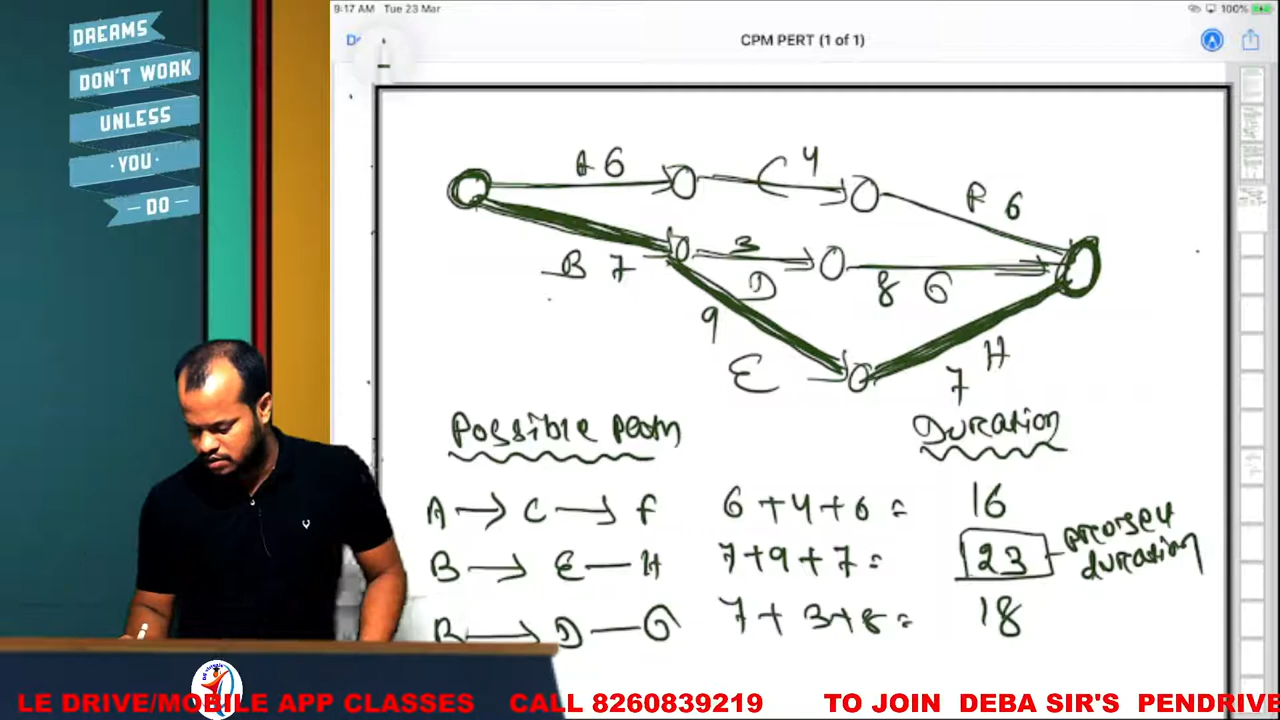 DREAMS
DON'T WORK
UNLESS
·YOU·
- DO -
9:17 AM Tue 23 Mar
100%
CPM PERT (1 of 1)
A 6
C 4
F 6
B 7
3
D
8 G
9
E
H
7
Possible Path
Duration
A → C → F 6+4+6= 16
B → E — H 7+9+7= 23
duration
B → D — G 7+3+8= 18
LE DRIVE/MOBILE APP CLASSES CALL 8260839219 TO JOIN DEBA SIR'S PENDRIVE